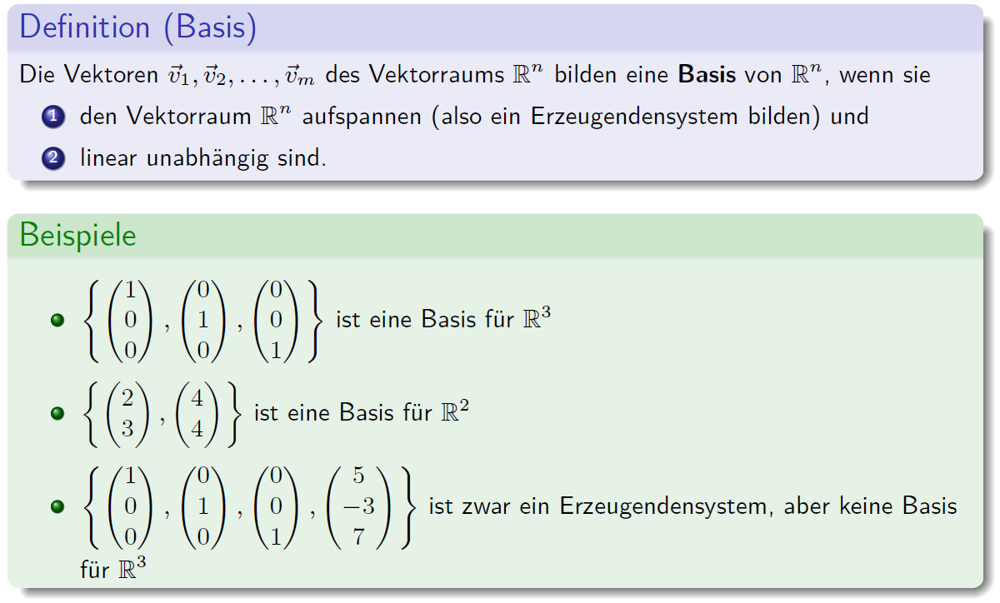 Definition (Basis)
Die Vektoren $\vec{v}_1, \vec{v}_2, \ldots, \vec{v}_m$ des Vektorraums $\mathbb{R}^n$ bilden eine Basis von $\mathbb{R}^n$, wenn sie
1 den Vektorraum $\mathbb{R}^n$ aufspannen (also ein Erzeugendensystem bilden) und
2 linear unabhängig sind.
Beispiele
$\left\{ \begin{pmatrix} 1 \\ 0 \\ 0 \end{pmatrix}, \begin{pmatrix} 0 \\ 1 \\ 0 \end{pmatrix}, \begin{pmatrix} 0 \\ 0 \\ 1 \end{pmatrix} \right\}$ ist eine Basis für $\mathbb{R}^3$
$\left\{ \begin{pmatrix} 2 \\ 3 \end{pmatrix}, \begin{pmatrix} 4 \\ 4 \end{pmatrix} \right\}$ ist eine Basis für $\mathbb{R}^2$
$\left\{ \begin{pmatrix} 1 \\ 0 \\ 0 \end{pmatrix}, \begin{pmatrix} 0 \\ 1 \\ 0 \end{pmatrix}, \begin{pmatrix} 0 \\ 0 \\ 1 \end{pmatrix}, \begin{pmatrix} 5 \\ -3 \\ 7 \end{pmatrix} \right\}$ ist zwar ein Erzeugendensystem, aber keine Basis
für $\mathbb{R}^3$